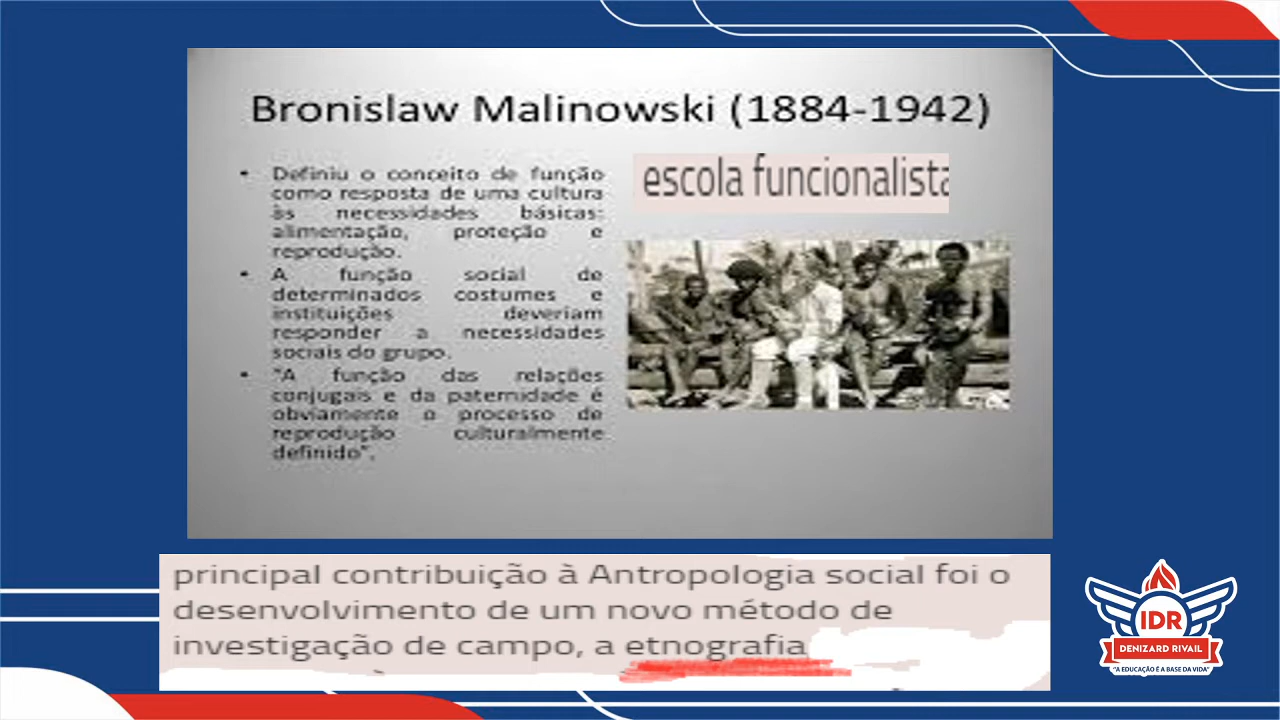 Bronislaw Malinowski (1884-1942)
• Definiu o conceito de função
como resposta de uma cultura
às necessidades básicas:
alimentação, proteção e
reprodução.
• A função social de
determinados costumes e
instituições deveriam
responder a necessidades
sociais do grupo.
• "A função das relações
conjugais e da paternidade é
obviamente o processo de
reprodução culturalmente
definido".
escola funcionalista
principal contribuição à Antropologia social foi o
desenvolvimento de um novo método de
investigação de campo, a etnografia
IDR
DENIZARD RIVAIL
"A EDUCAÇÃO É A BASE DA VIDA"